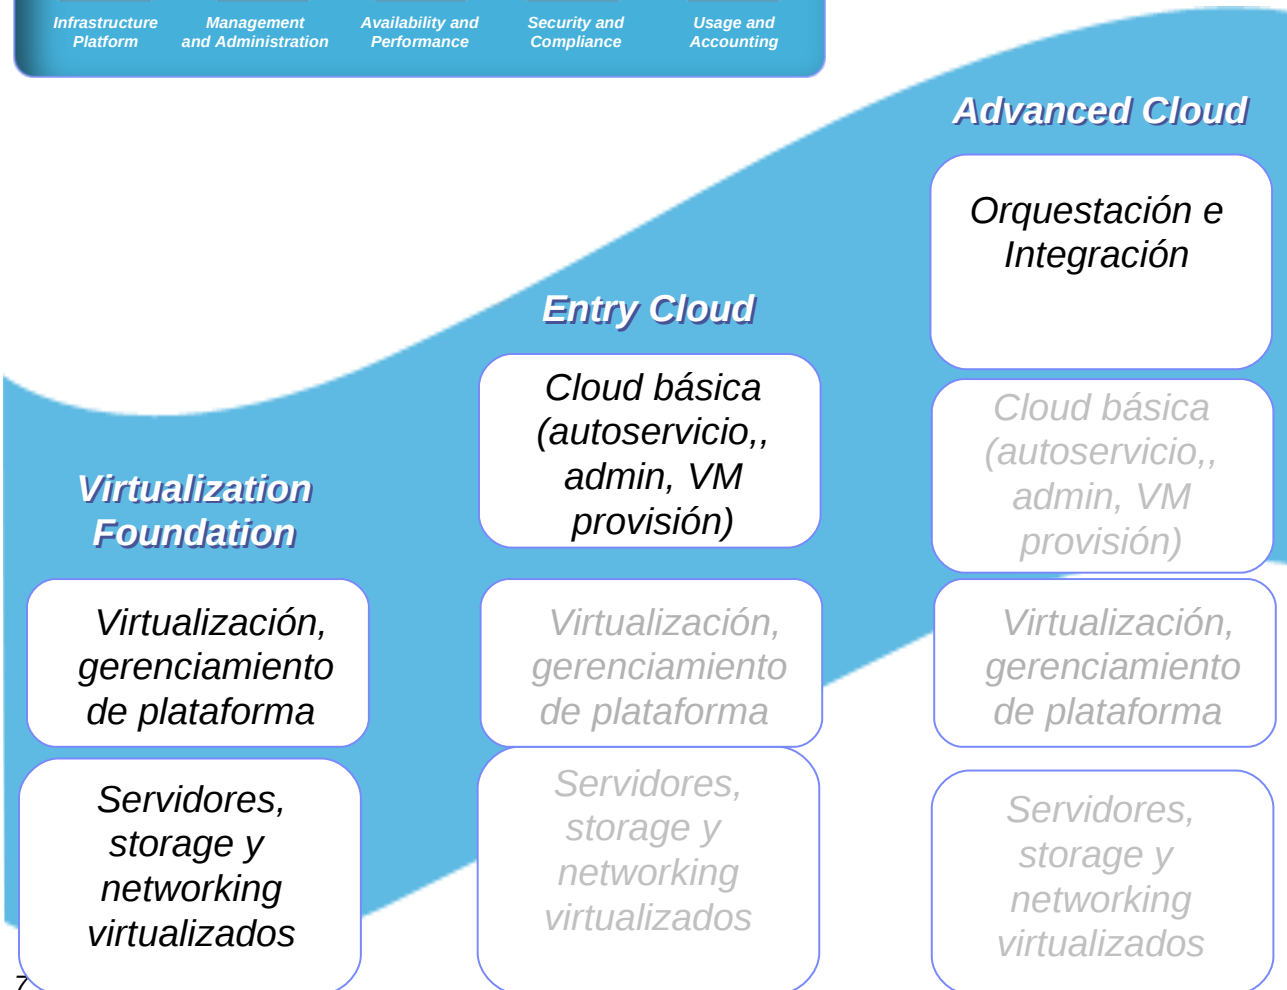 Infrastructure
Platform
Management
and Administration
Availability and
Performance
Security and
Compliance
Usage and
Accounting
Advanced Cloud
Orquestación e
Integración
Cloud básica
(autoservicio,,
admin, VM
provisión)
Virtualización,
gerenciamiento
de plataforma
Servidores,
storage y
networking
virtualizados
Entry Cloud
Cloud básica
(autoservicio,,
admin, VM
provisión)
Virtualización,
gerenciamiento
de plataforma
Servidores,
storage y
networking
virtualizados
Virtualization
Foundation
Virtualización,
gerenciamiento
de plataforma
Servidores,
storage y
networking
virtualizados
7